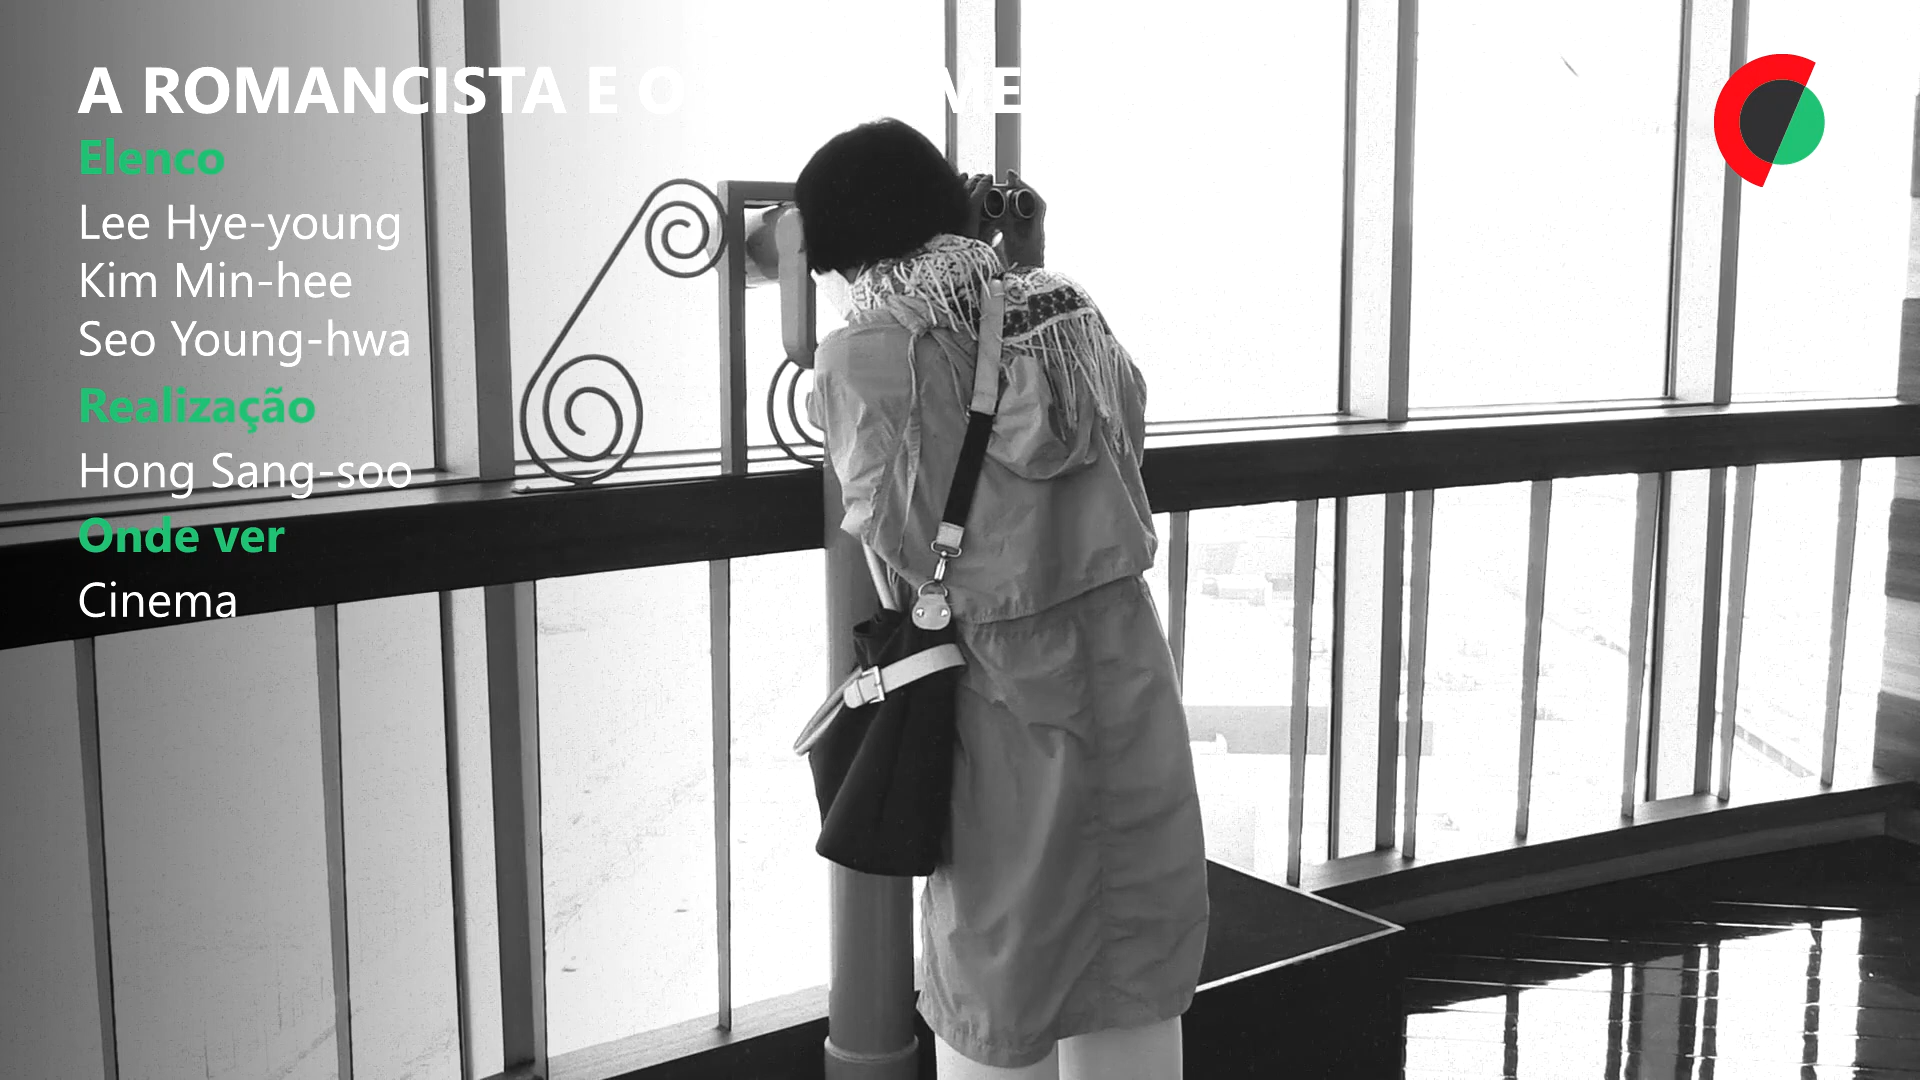 A ROMANCISTA E O
Elenco
Lee Hye-young
Kim Min-hee
Seo Young-hwa
Realização
Hong Sang-soo
Onde ver
Cinema